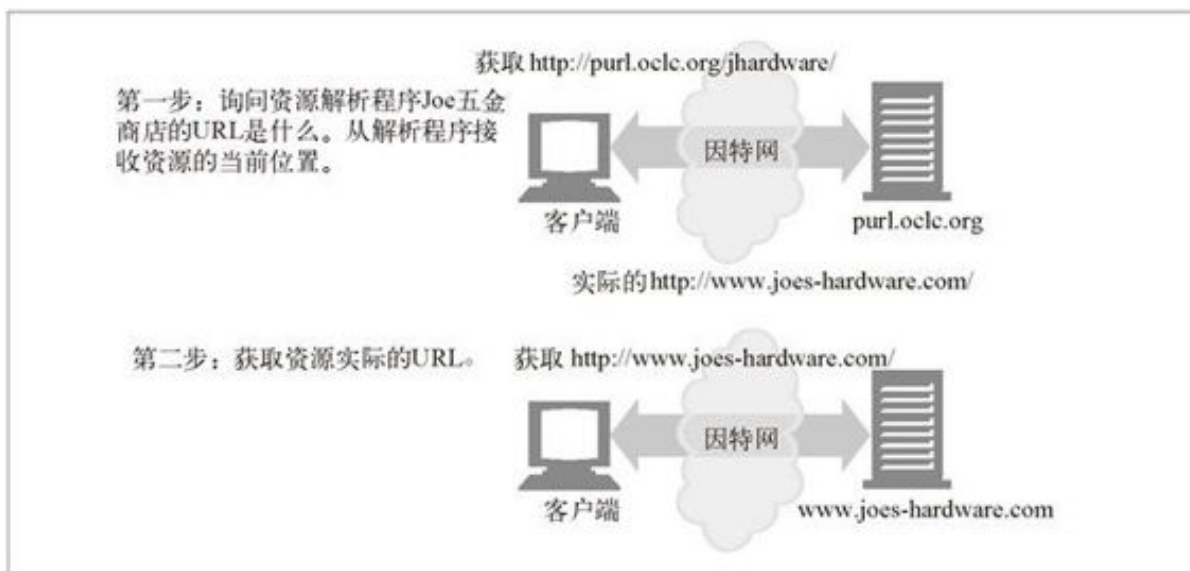 获取 http://purl.oclc.org/jhardware/
第一步：询问资源解析程序Joe五金
商店的URL是什么。从解析程序接
收资源的当前位置。
因特网
客户端
purl.oclc.org
实际的http://www.joes-hardware.com/
第二步：获取资源实际的URL。
获取 http://www.joes-hardware.com/
因特网
客户端
www.joes-hardware.com